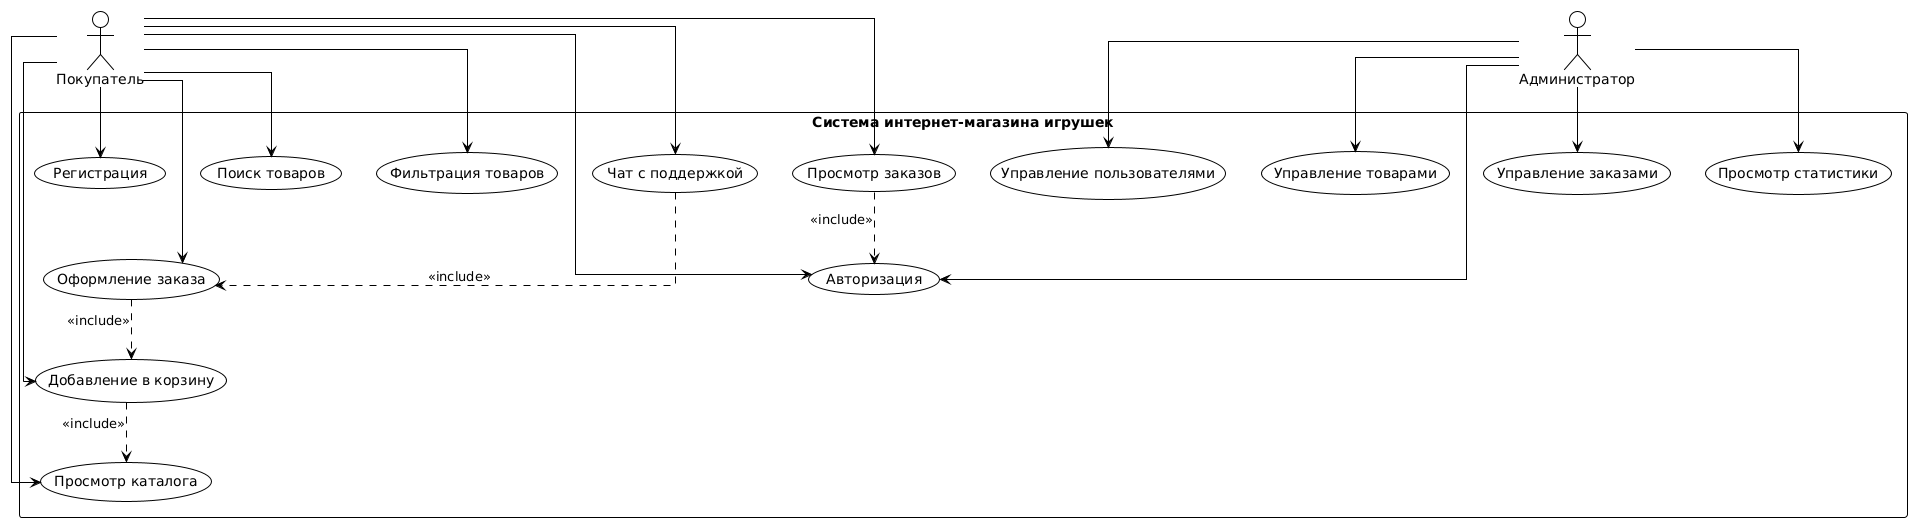 Покупатель
Администратор
Система интернет-магазина игрушек
Регистрация
Поиск товаров
Фильтрация товаров
Чат с поддержкой
Просмотр заказов
Управление пользователями
Управление товарами
Управление заказами
Просмотр статистики
«include»
Оформление заказа
«include»
Авторизация
«include»
Добавление в корзину
«include»
Просмотр каталога